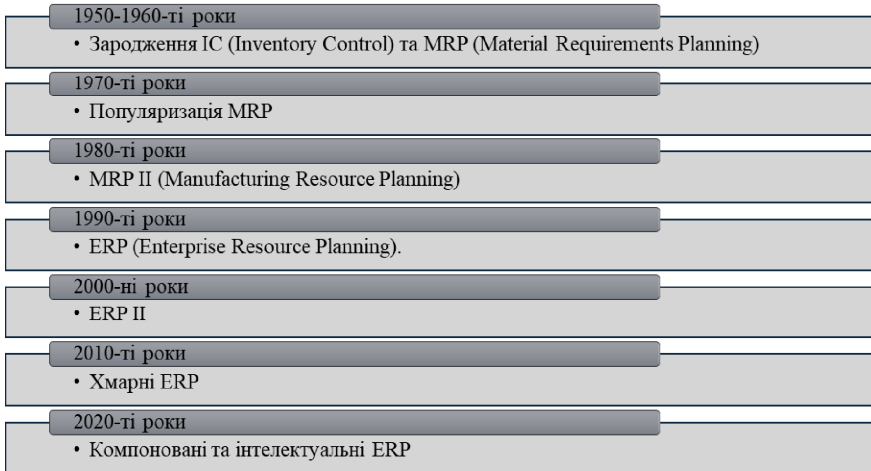 1950-1960-ті роки
• Зародження IC (Inventory Control) та MRP (Material Requirements Planning)
1970-ті роки
• Популяризація MRP
1980-ті роки
• MRP II (Manufacturing Resource Planning)
1990-ті роки
• ERP (Enterprise Resource Planning).
2000-ні роки
• ERP II
2010-ті роки
• Хмарні ERP
2020-ті роки
• Компоновані та інтелектуальні ERP